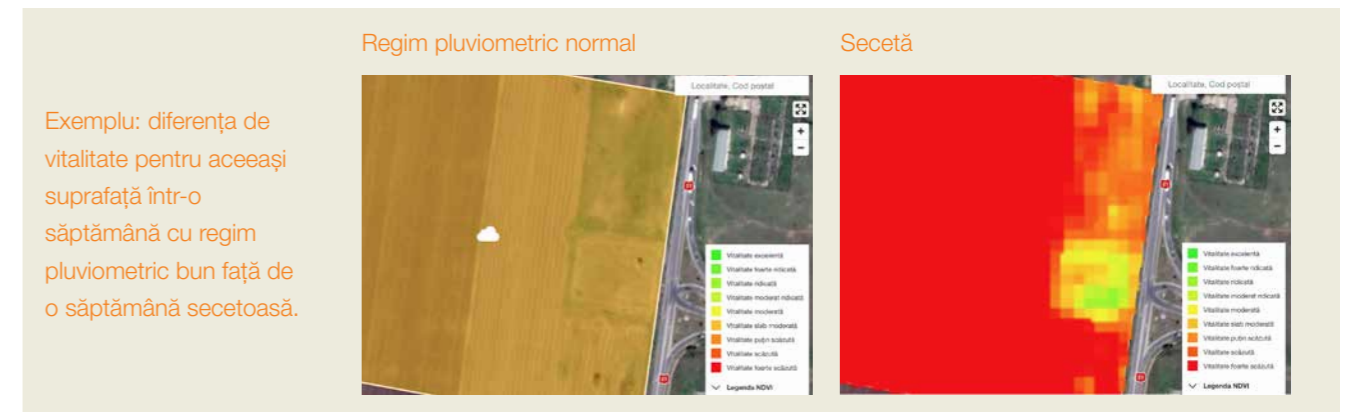 Regim pluviometric normal
Secetă
Exemplu: diferența de
vitalitate pentru aceeași
suprafață într-o
săptămână cu regim
pluviometric bun față de
o săptămână secetoasă.
Localitate, Cod poștal
+
−
Vitalitate excelentă
Vitalitate foarte ridicată
Vitalitate ridicată
Vitalitate moderat ridicată
Vitalitate moderată
Vitalitate slab moderată
Vitalitate puțin scăzută
Vitalitate scăzută
Vitalitate foarte scăzută
Legenda NDVI
Localitate, Cod poștal
+
−
Vitalitate excelentă
Vitalitate foarte ridicată
Vitalitate ridicată
Vitalitate moderat ridicată
Vitalitate moderată
Vitalitate slab moderată
Vitalitate puțin scăzută
Vitalitate scăzută
Vitalitate foarte scăzută
Legenda NDVI